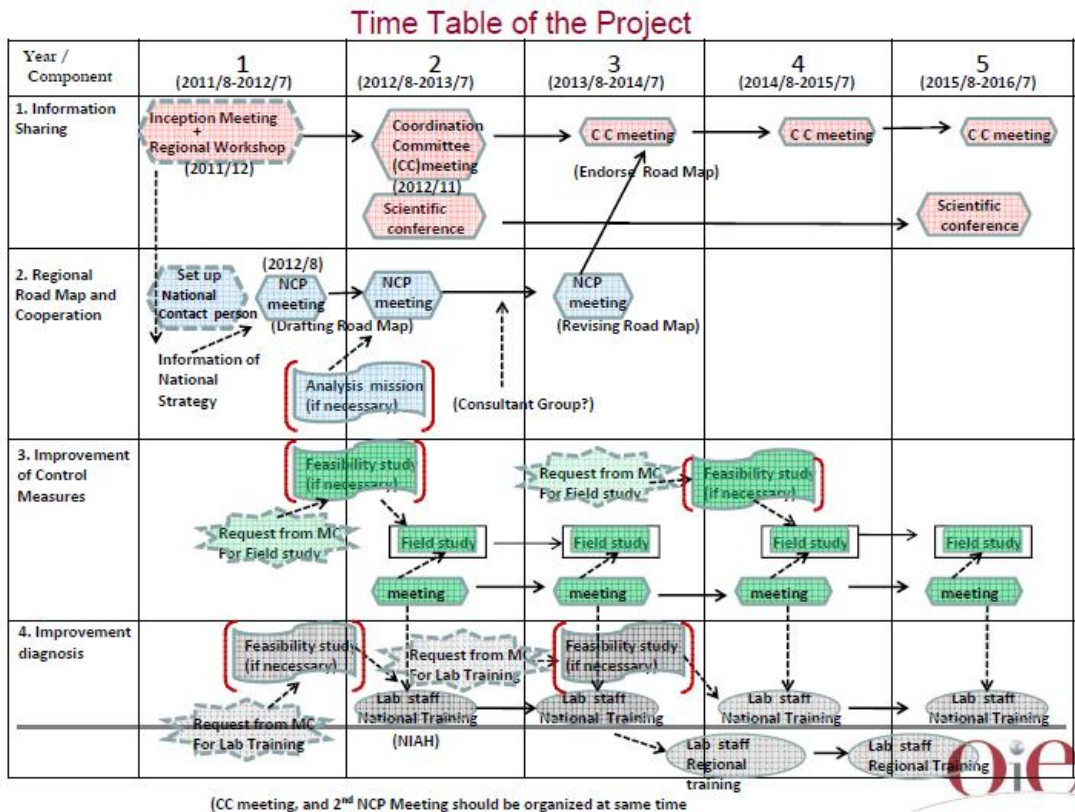 Time Table of the Project
Year /
Component
1
(2011/8-2012/7)
2
(2012/8-2013/7)
3
(2013/8-2014/7)
4
(2014/8-2015/7)
5
(2015/8-2016/7)
1. Information
Sharing
Inception Meeting
+
Regional Workshop
(2011/12)
Coordination
Committee
(CC)meeting
(2012/11)
C C meeting
(Endorse Road Map)
C C meeting
C C meeting
Scientific
conference
Scientific
conference
2. Regional
Road Map and
Cooperation
Set up
National
Contact person
(2012/8)
NCP
meeting
NCP
meeting
(Drafting Road Map)
NCP
meeting
(Revising Road Map)
Information of
National
Strategy
Analysis mission
(if necessary)
(Consultant Group?)
3. Improvement
of Control
Measures
Feasibility study
(if necessary)
Request from MC
For Field study
Request from MC
For Field study
Feasibility study
(if necessary)
Field study
Field study
Field study
Field study
meeting
meeting
meeting
meeting
4. Improvement
diagnosis
Feasibility study
(if necessary)
Request from MC
For Lab Training
Feasibility study
(if necessary)
Request from MC
For Lab Training
Lab staff
National Training
(NIAH)
Lab staff
National Training
Lab staff
National Training
Lab staff
National Training
Lab staff
Regional
training
Lab staff
Regional Training
oie
(CC meeting, and 2nd NCP Meeting should be organized at same time